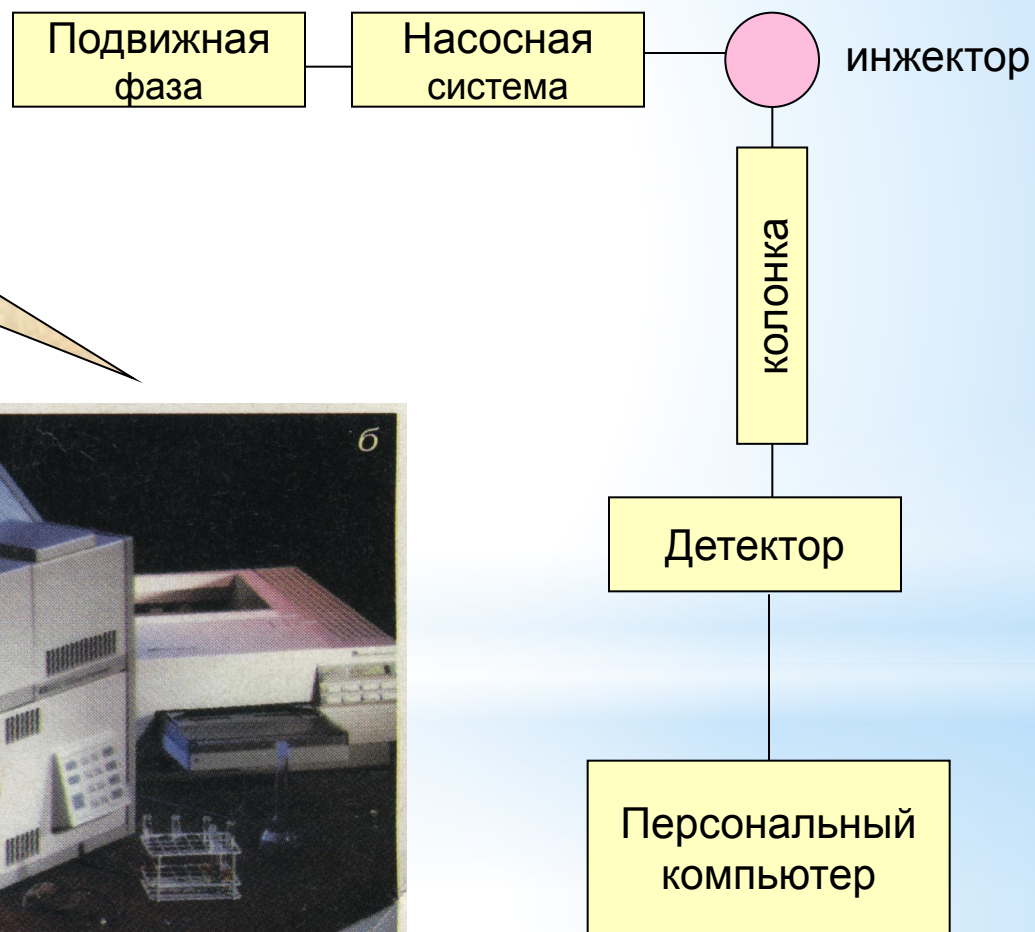 Подвижная
фаза
Насосная
система
инжектор
колонка
б
Детектор
Персональный
компьютер